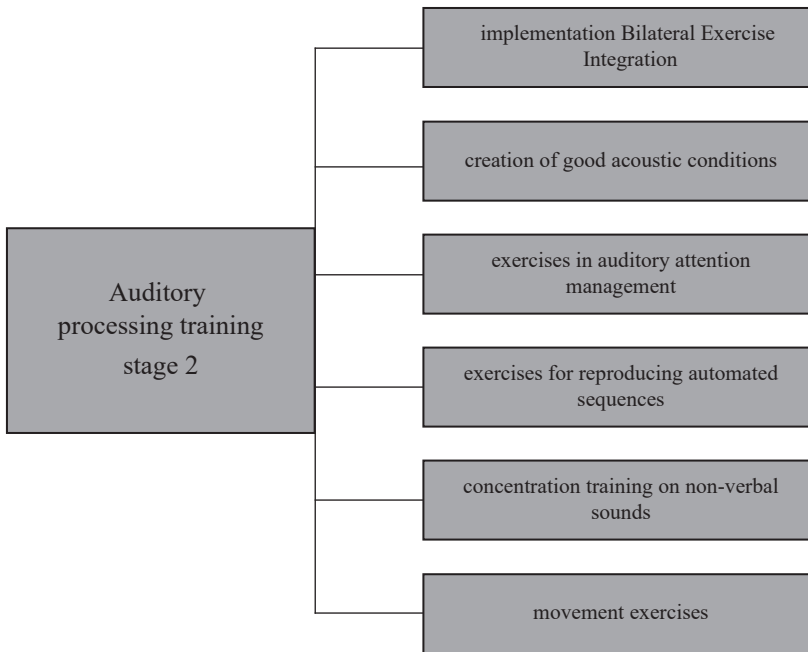 Auditory
processing training
stage 2
implementation Bilateral Exercise
Integration
creation of good acoustic conditions
exercises in auditory attention
management
exercises for reproducing automated
sequences
concentration training on non-verbal
sounds
movement exercises